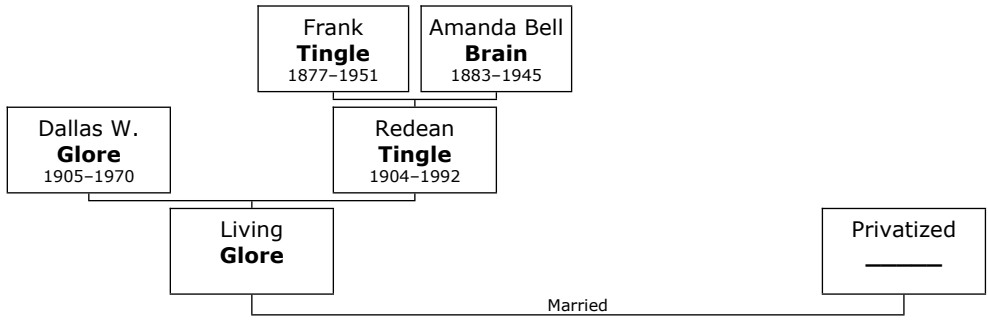 Frank
Tingle
1877–1951
Amanda Bell
Brain
1883–1945
Dallas W.
Glore
1905–1970
Redean
Tingle
1904–1992
Living
Glore
Privatized
______
Married